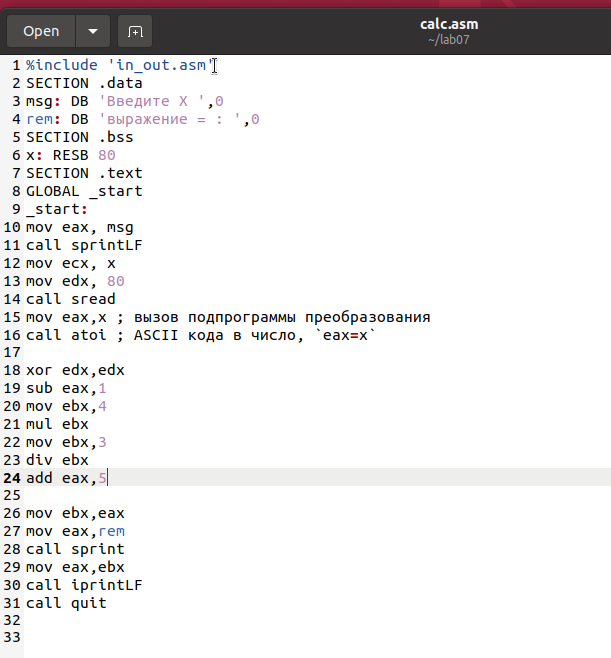 Open
calc.asm
~/lab07
1 %include 'in_out.asm'
2 SECTION .data
3 msg: DB 'Введите X ',0
4 rem: DB 'выражение = : ',0
5 SECTION .bss
6 x: RESB 80
7 SECTION .text
8 GLOBAL _start
9 _start:
10 mov eax, msg
11 call sprintLF
12 mov ecx, x
13 mov edx, 80
14 call sread
15 mov eax,x ; вызов подпрограммы преобразования
16 call atoi ; ASCII кода в число, `eax=x`
17
18 xor edx,edx
19 sub eax,1
20 mov ebx,4
21 mul ebx
22 mov ebx,3
23 div ebx
24 add eax,5
25
26 mov ebx,eax
27 mov eax,rem
28 call sprint
29 mov eax,ebx
30 call iprintLF
31 call quit
32
33